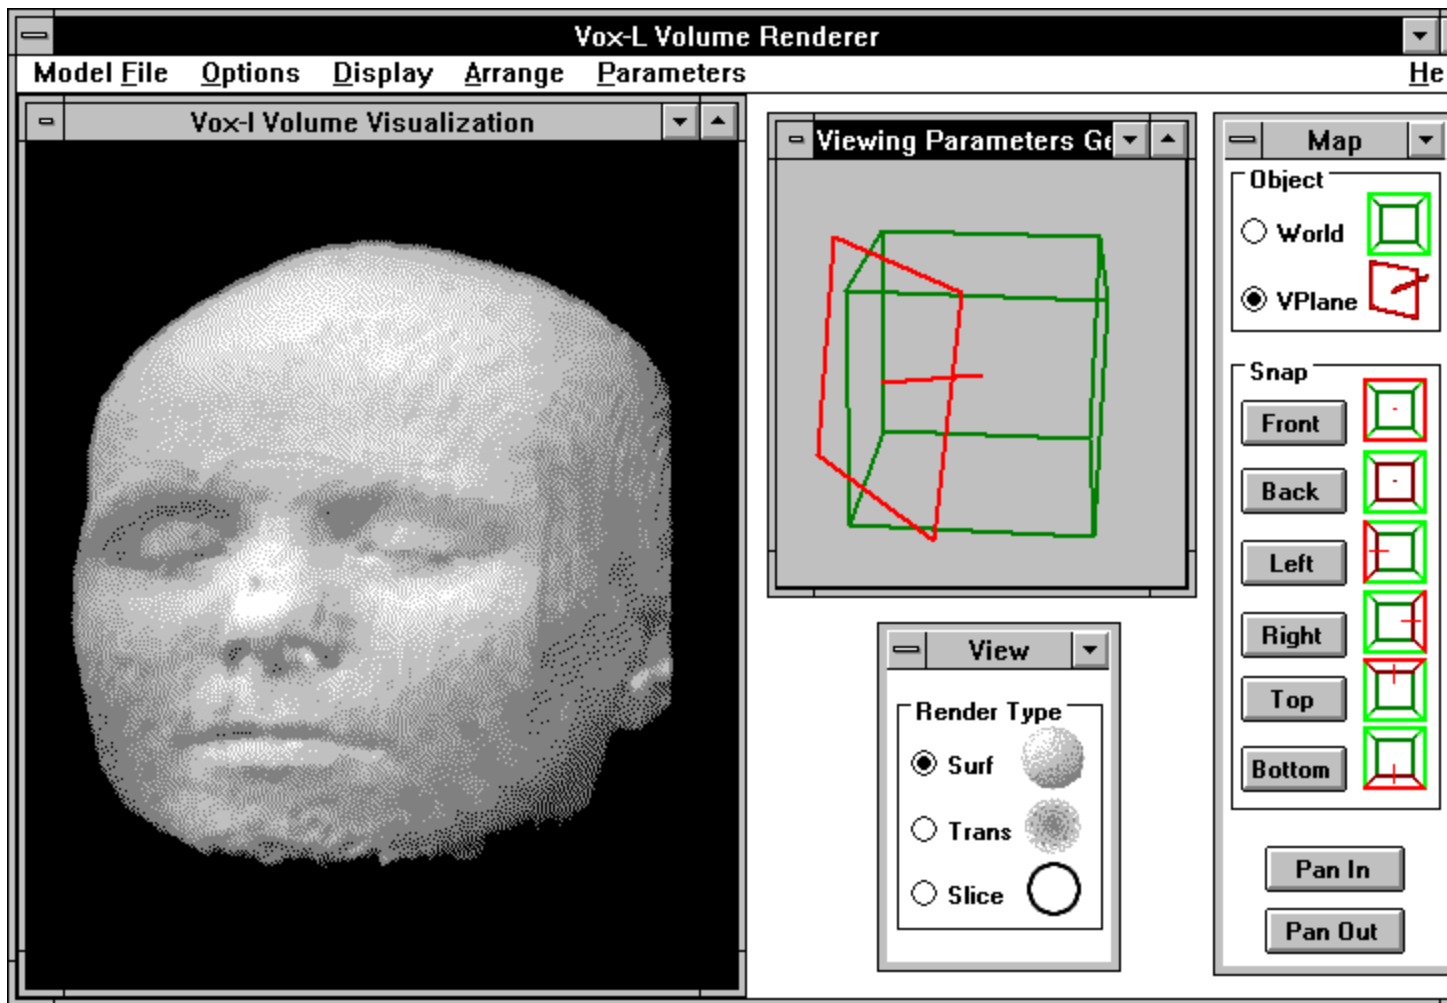 Vox-L Volume Renderer
Model File Options Display Arrange Parameters He
Vox-l Volume Visualization
Viewing Parameters Ge
Map
Object
World
VPlane
Snap
Front
Back
Left
Right
Top
Bottom
Pan In
Pan Out
View
Render Type
Surf
Trans
Slice